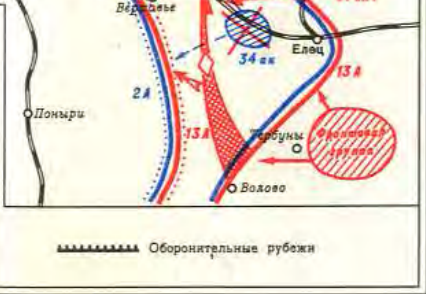 Верховье
Елец
34 ак
2 А
13 А
13 А
Поныри
Тербуны
Фронтовая
группа
Волово
Оборонительные рубежи